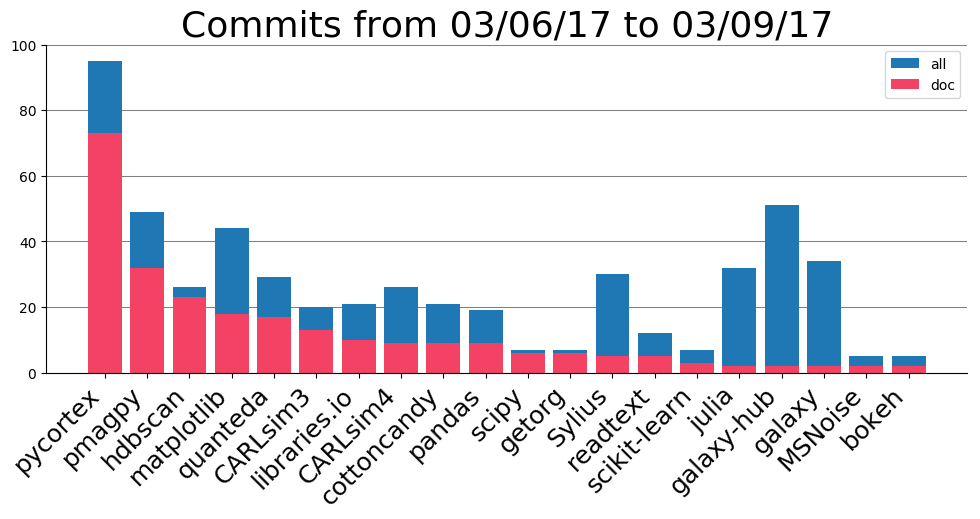 Commits from 03/06/17 to 03/09/17
100
80
60
40
20
0
all
doc
pycortex
pmagpy
hdbscan
matplotlib
quanteda
CARLsim3
libraries.io
CARLsim4
cottoncandy
pandas
scipy
getorg
Sylius
readtext
scikit-learn
julia
galaxy-hub
galaxy
MSNoise
bokeh